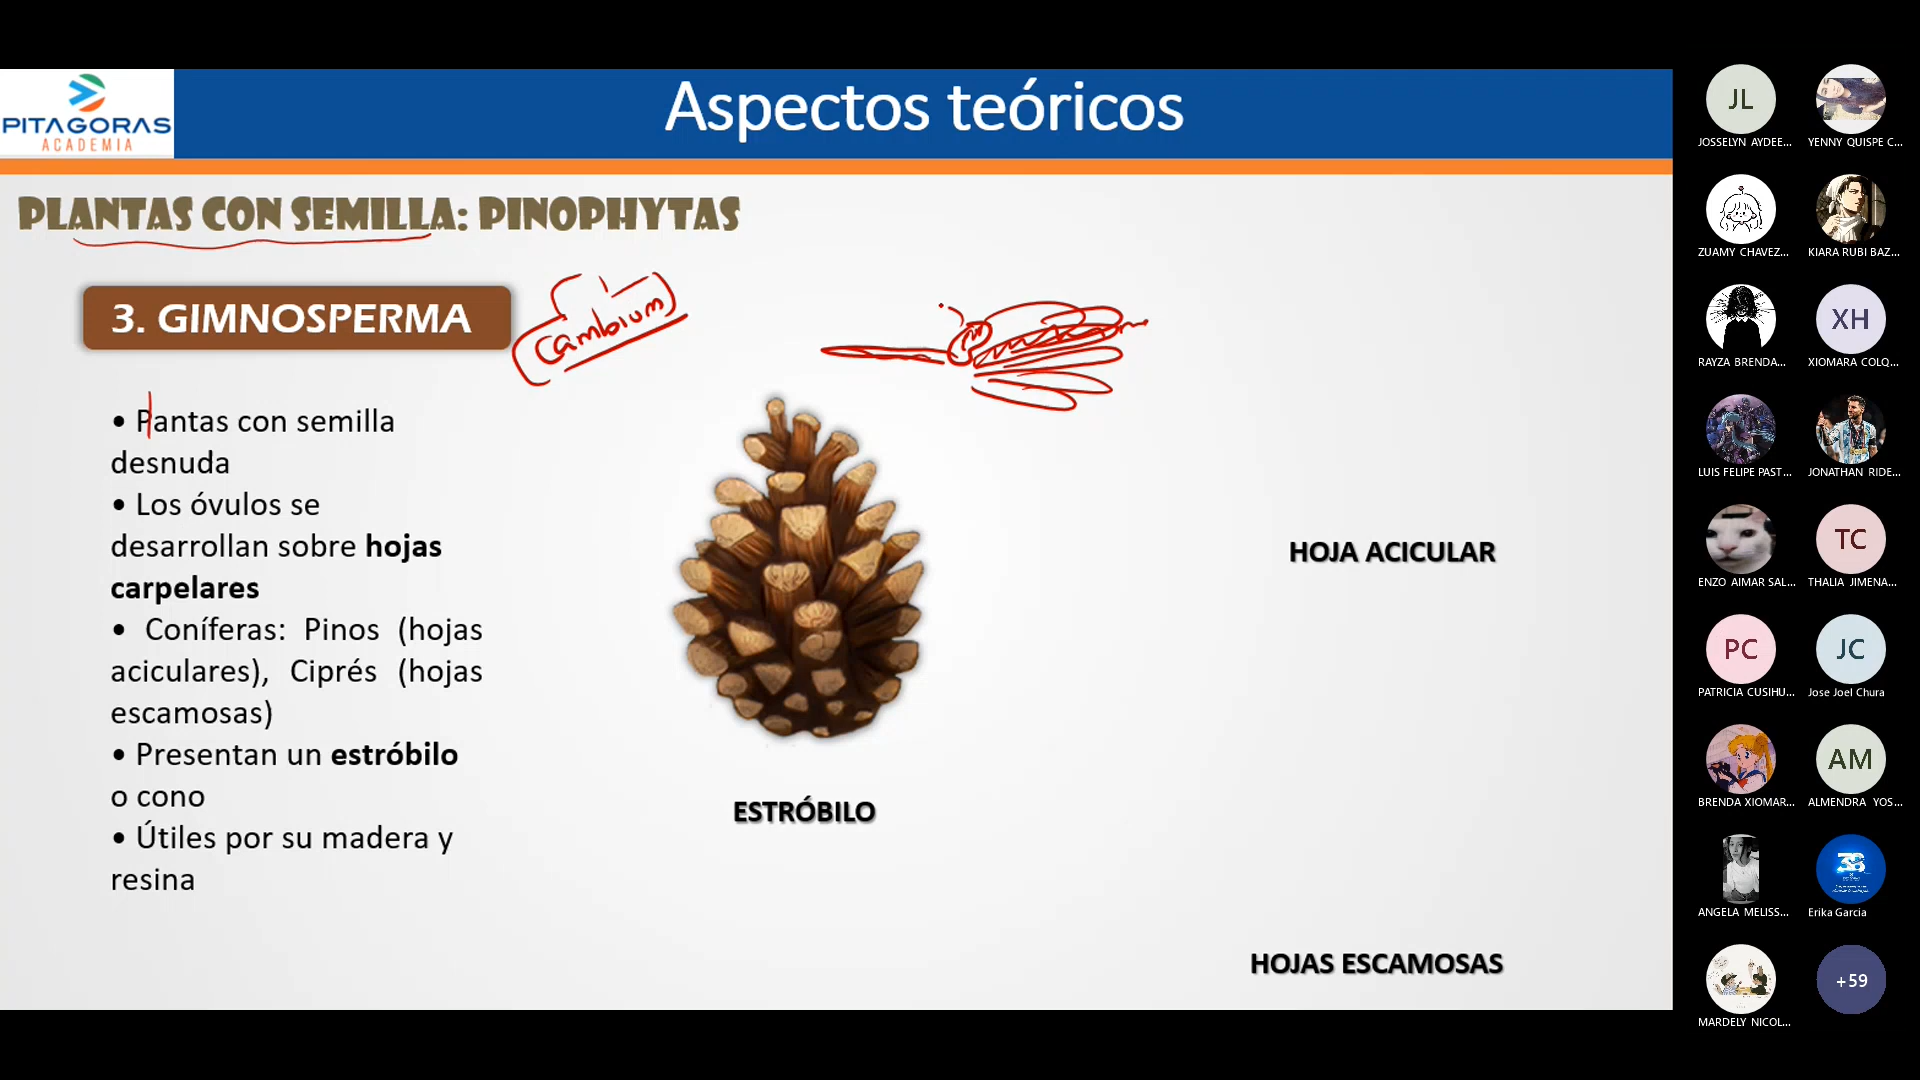 PITAGORAS
ACADEMIA
Aspectos teóricos
PLANTAS CON SEMILLA: PINOPHYTAS
3. GIMNOSPERMA
cambium
• Pantas con semilla
desnuda
• Los óvulos se
desarrollan sobre hojas
carpelares
• Coníferas: Pinos (hojas
aciculares), Ciprés (hojas
escamosas)
• Presentan un estróbilo
o cono
• Útiles por su madera y
resina
ESTRÓBILO
HOJA ACICULAR
HOJAS ESCAMOSAS
JL
JOSSELYN AYDEE...
YENNY QUISPE C...
ZUAMY CHAVEZ...
KIARA RUBI BAZ...
RAYZA BRENDA...
XH
XIOMARA COLQ...
LUIS FELIPE PAST...
JONATHAN RIDE...
ENZO AIMAR SAL...
TC
THALIA JIMENA...
PC
PATRICIA CUSIHU...
JC
Jose Joel Chura
BRENDA XIOMAR...
AM
ALMENDRA YOS...
ANGELA MELISS...
38
Erika Garcia
MARDELY NICOL...
+59